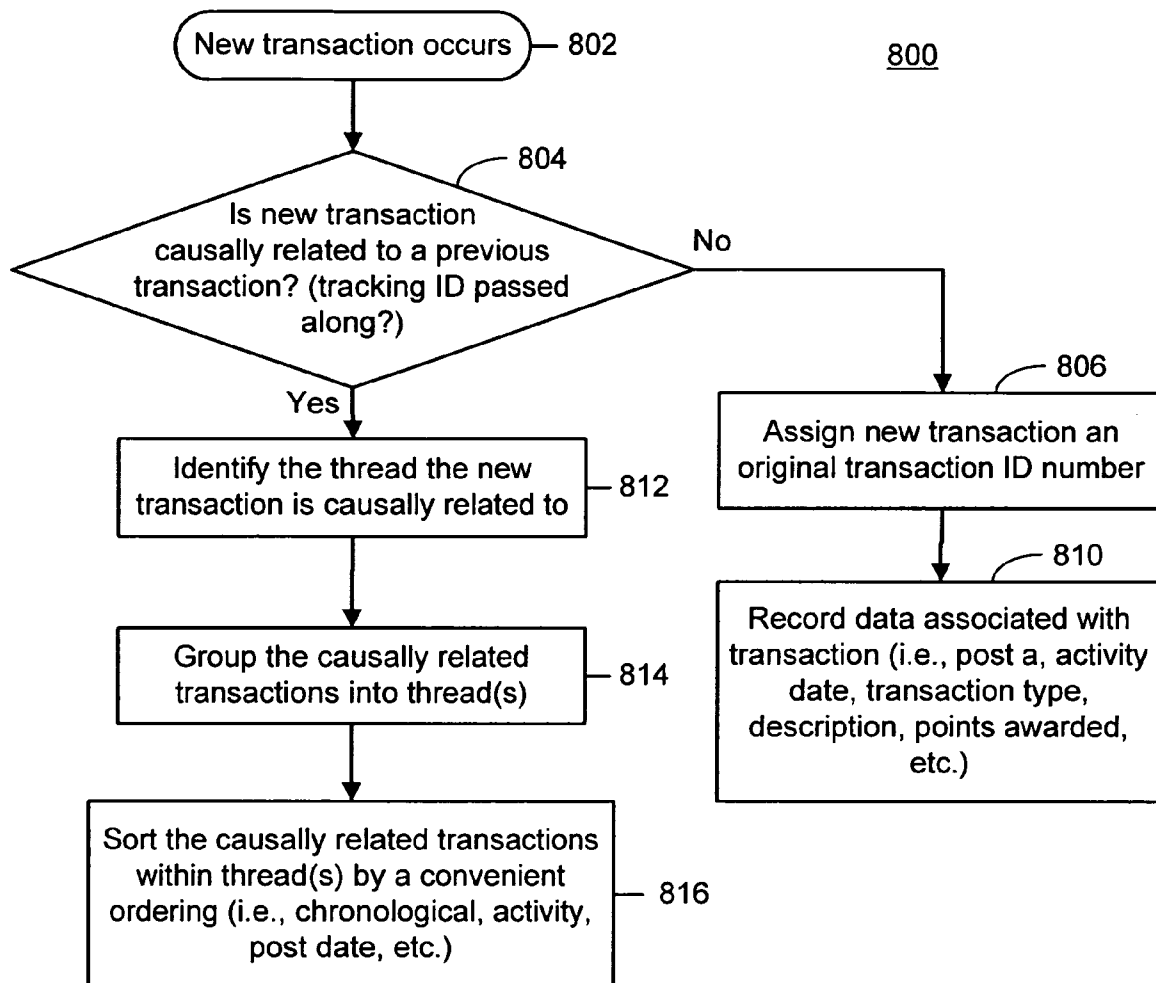 New transaction occurs
802
800
804
Is new transaction
causally related to a previous
transaction? (tracking ID passed
along?)
No
Yes
806
Assign new transaction an
original transaction ID number
Identify the thread the new
transaction is causally related to
812
810
Record data associated with
transaction (i.e., post a, activity
date, transaction type,
description, points awarded,
etc.)
Group the causally related
transactions into thread(s)
814
Sort the causally related transactions
within thread(s) by a convenient
ordering (i.e., chronological, activity,
post date, etc.)
816